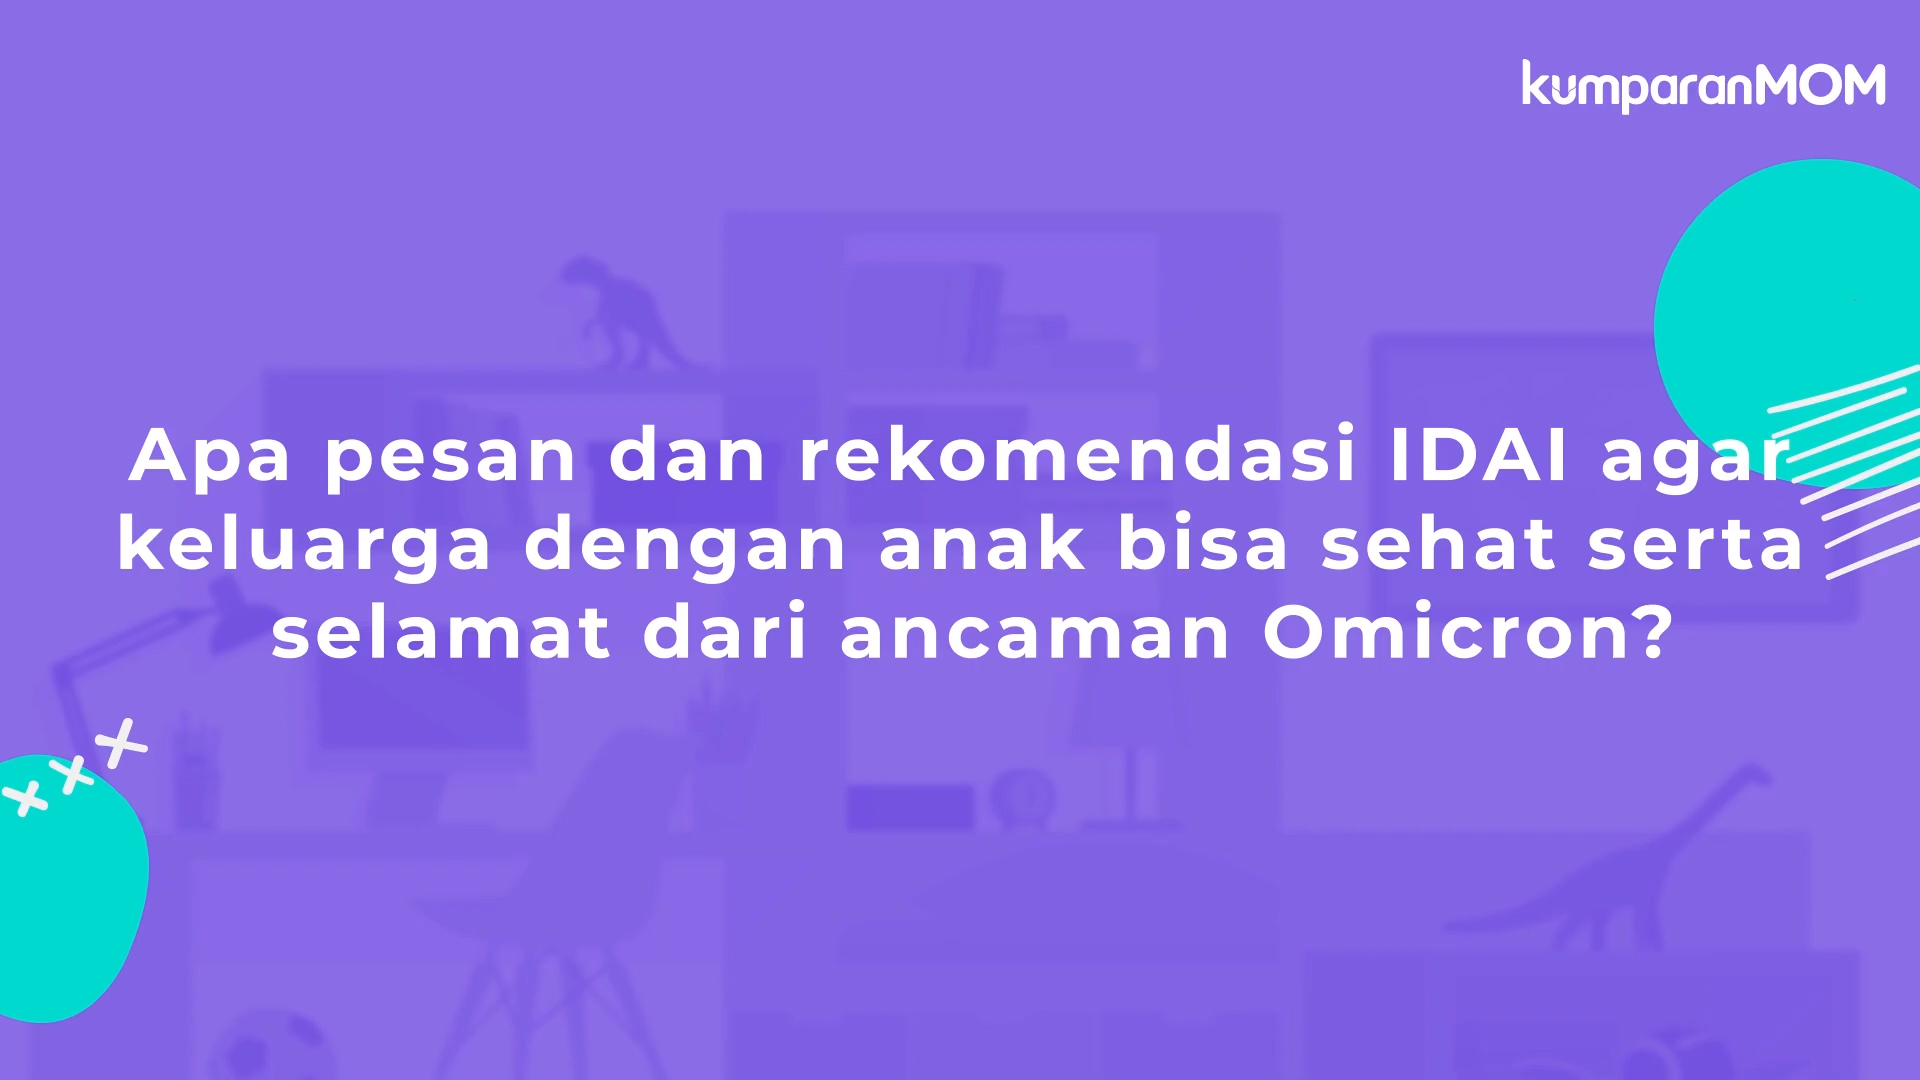 kumparanMOM
Apa pesan dan rekomendasi IDAI agar
keluarga dengan anak bisa sehat serta
selamat dari ancaman Omicron?